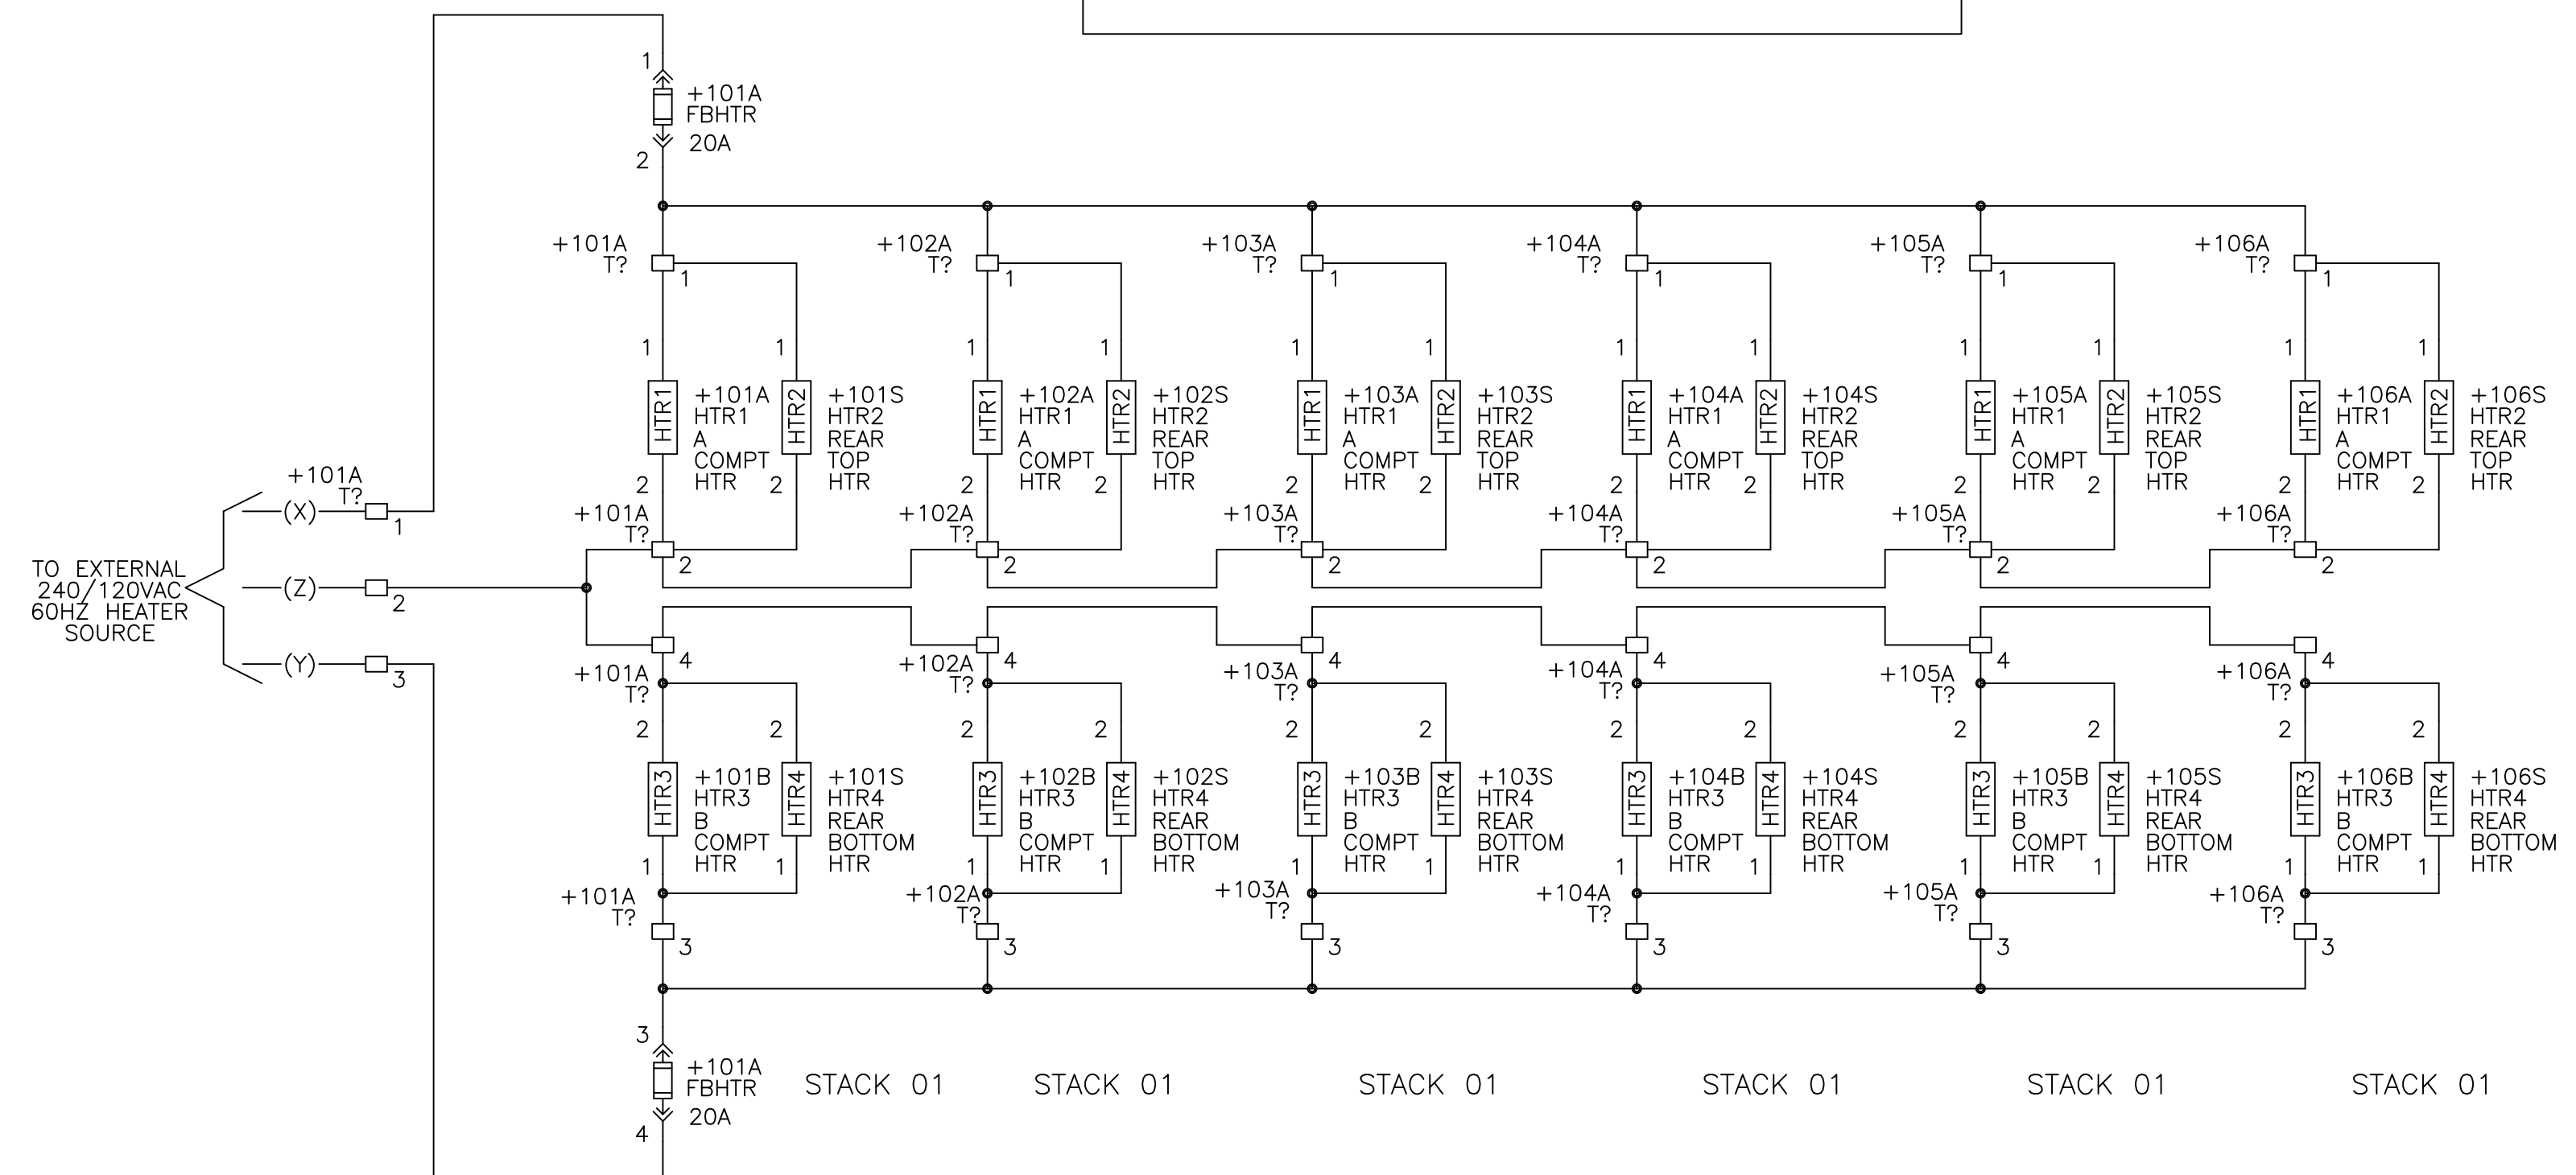 1
+101A
FBHTR
20A
2
+101A
T?
1
+102A
T?
1
+103A
T?
1
+104A
T?
1
+105A
T?
1
+106A
T?
1
1
HTR1
+101A
HTR1
A
COMPT
HTR
2
1
HTR2
+101S
HTR2
REAR
TOP
HTR
2
1
HTR1
+102A
HTR1
A
COMPT
HTR
2
1
HTR2
+102S
HTR2
REAR
TOP
HTR
2
1
HTR1
+103A
HTR1
A
COMPT
HTR
2
1
HTR2
+103S
HTR2
REAR
TOP
HTR
2
1
HTR1
+104A
HTR1
A
COMPT
HTR
2
1
HTR2
+104S
HTR2
REAR
TOP
HTR
2
1
HTR1
+105A
HTR1
A
COMPT
HTR
2
1
HTR2
+105S
HTR2
REAR
TOP
HTR
2
1
HTR1
+106A
HTR1
A
COMPT
HTR
2
1
HTR2
+106S
HTR2
REAR
TOP
HTR
2
+101A
T?
(X)
1
TO EXTERNAL
240/120VAC
60HZ HEATER
SOURCE
(Z)
2
(Y)
3
+101A
T?
2
+102A
T?
2
+103A
T?
2
+104A
T?
2
+105A
T?
2
+106A
T?
2
4
+101A
T?
4
+102A
T?
4
+103A
T?
4
+104A
T?
4
+105A
T?
4
+106A
T?
2
HTR3
+101B
HTR3
B
COMPT
HTR
1
2
HTR4
+101S
HTR4
REAR
BOTTOM
HTR
1
2
HTR3
+102B
HTR3
B
COMPT
HTR
1
2
HTR4
+102S
HTR4
REAR
BOTTOM
HTR
1
2
HTR3
+103B
HTR3
B
COMPT
HTR
1
2
HTR4
+103S
HTR4
REAR
BOTTOM
HTR
1
2
HTR3
+104B
HTR3
B
COMPT
HTR
1
2
HTR4
+104S
HTR4
REAR
BOTTOM
HTR
1
2
HTR3
+105B
HTR3
B
COMPT
HTR
1
2
HTR4
+105S
HTR4
REAR
BOTTOM
HTR
1
2
HTR3
+106B
HTR3
B
COMPT
HTR
1
2
HTR4
+106S
HTR4
REAR
BOTTOM
HTR
1
+101A
T?
3
+102A
T?
3
+103A
T?
3
+104A
T?
3
+105A
T?
3
+106A
T?
3
3
+101A
FBHTR
20A
4
STACK 01
STACK 01
STACK 01
STACK 01
STACK 01
STACK 01